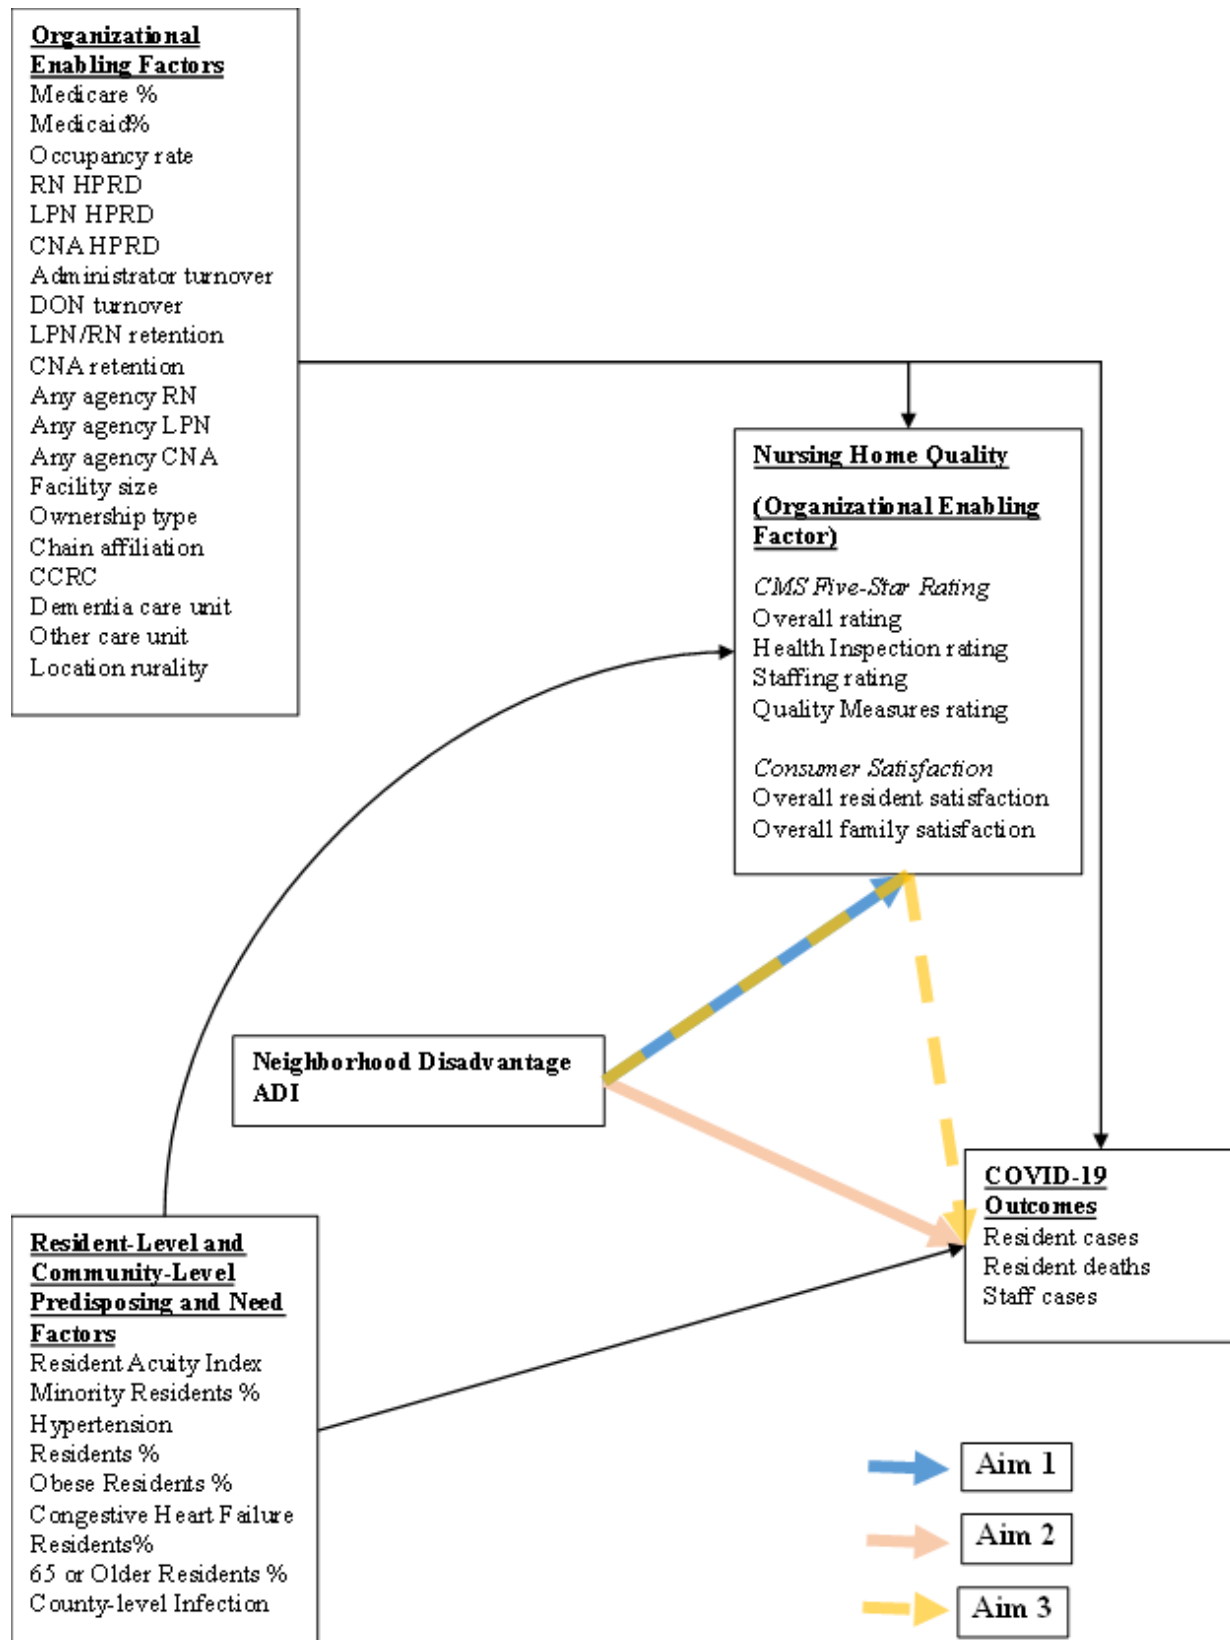 Organizational
Enabling Factors
Medicare %
Medicaid%
Occupancy rate
RN HPRD
LPN HPRD
CNA HPRD
Administrator turnover
DON turnover
LPN/RN retention
CNA retention
Any agency RN
Any agency LPN
Any agency CNA
Facility size
Ownership type
Chain affiliation
CCRC
Dementia care unit
Other care unit
Location rurality
Nursing Home Quality
(Organizational Enabling
Factor)
CMS Five-Star Rating
Overall rating
Health Inspection rating
Staffing rating
Quality Measures rating
Consumer Satisfaction
Overall resident satisfaction
Overall family satisfaction
Neighborhood Disadvantage
ADI
COVID-19
Outcomes
Resident cases
Resident deaths
Staff cases
Resident-Level and
Community-Level
Predisposing and Need
Factors
Resident Acuity Index
Minority Residents %
Hypertension
Residents %
Obese Residents %
Congestive Heart Failure
Residents%
65 or Older Residents %
County-level Infection
Aim 1
Aim 2
Aim 3